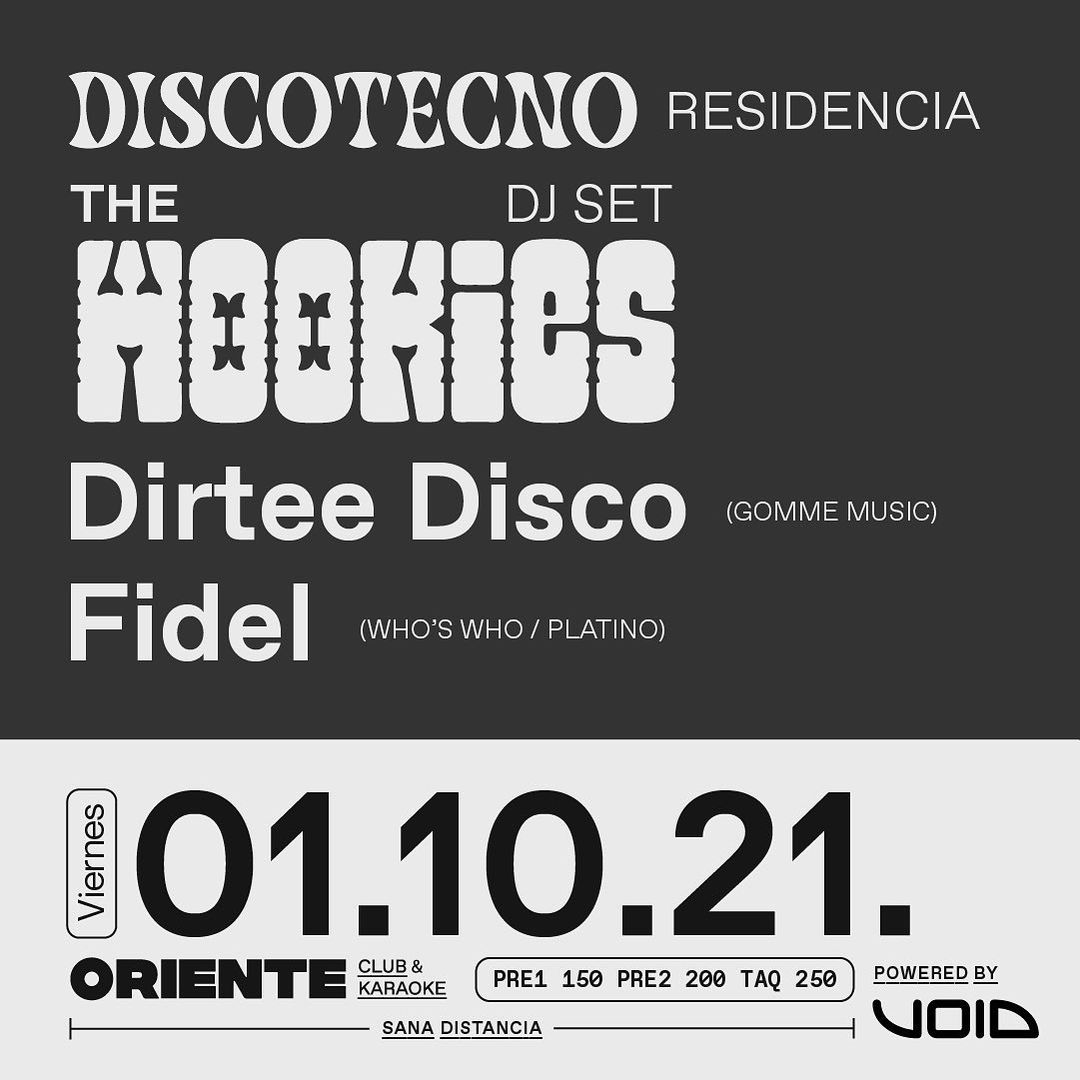 DISCOTECNO RESIDENCIA
THE DJ SET
WOOKiES
Dirtee Disco (GOMME MUSIC)
Fidel (WHO'S WHO / PLATINO)
Viernes 01.10.21.
ORIENTE CLUB & KARAOKE
PRE1 150 PRE2 200 TAQ 250
POWERED BY
VOID
SANA DISTANCIA